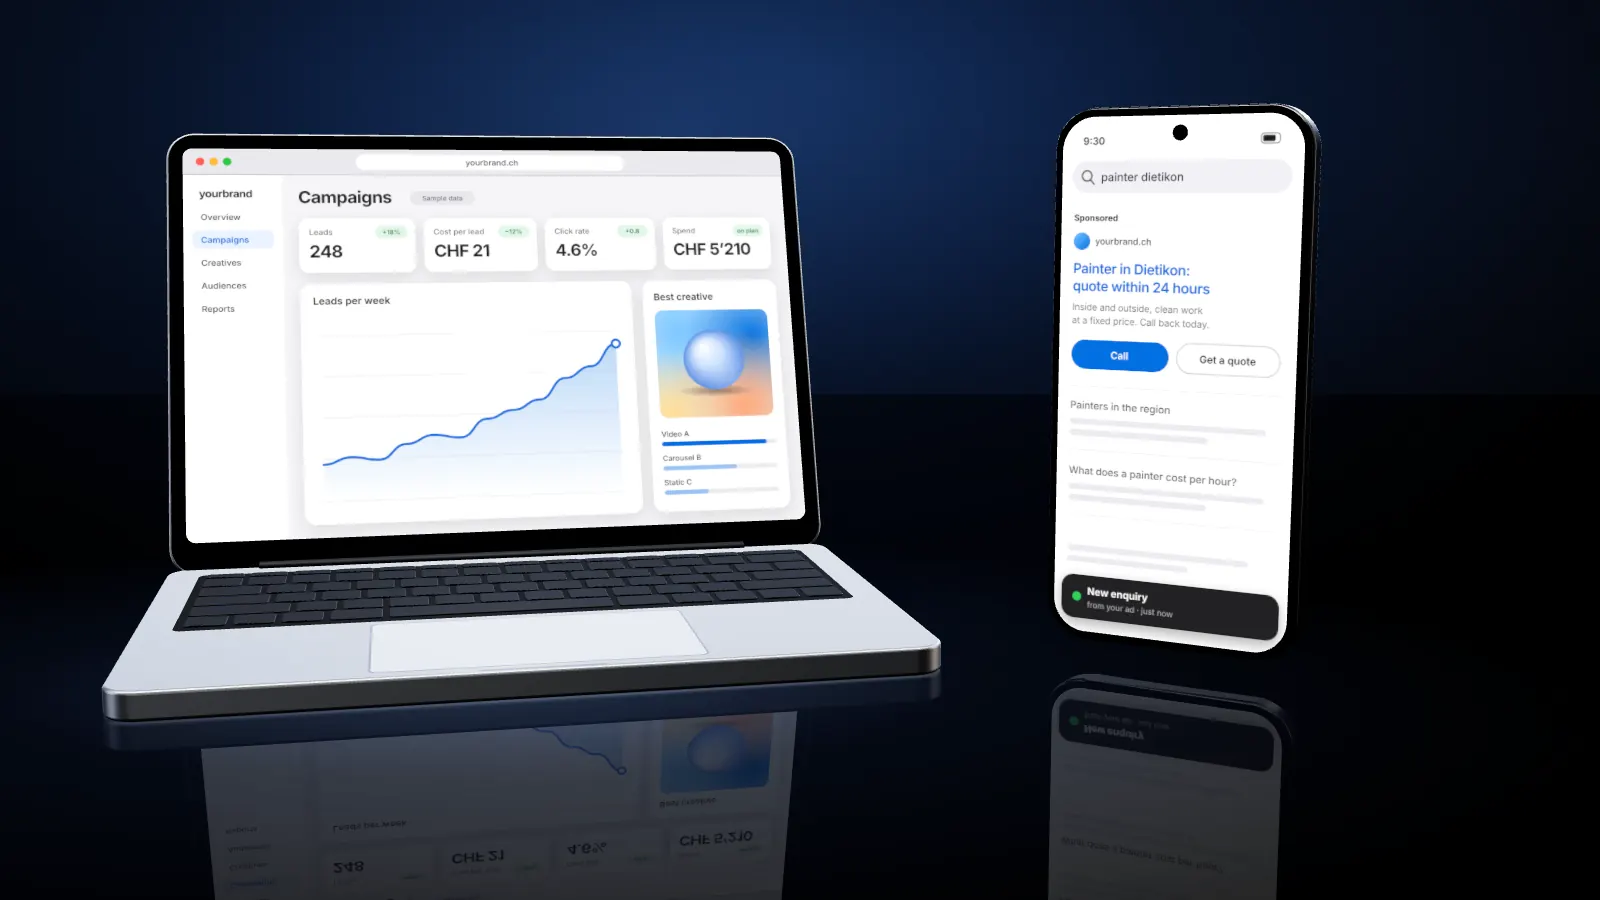 yourbrand.ch
yourbrand
Overview
Campaigns
Creatives
Audiences
Reports
Campaigns
Sample data
Leads
+18%
248
Cost per lead
−12%
CHF 21
Click rate
+0.8
4.6%
Spend
on plan
CHF 5’210
Leads per week
Best creative
Video A
Carousel B
Static C
9:30
painter dietikon
Sponsored
yourbrand.ch
Painter in Dietikon:
quote within 24 hours
Inside and outside, clean work
at a fixed price. Call back today.
Call
Get a quote
Painters in the region
What does a painter cost per hour?
New enquiry
from your ad · just now